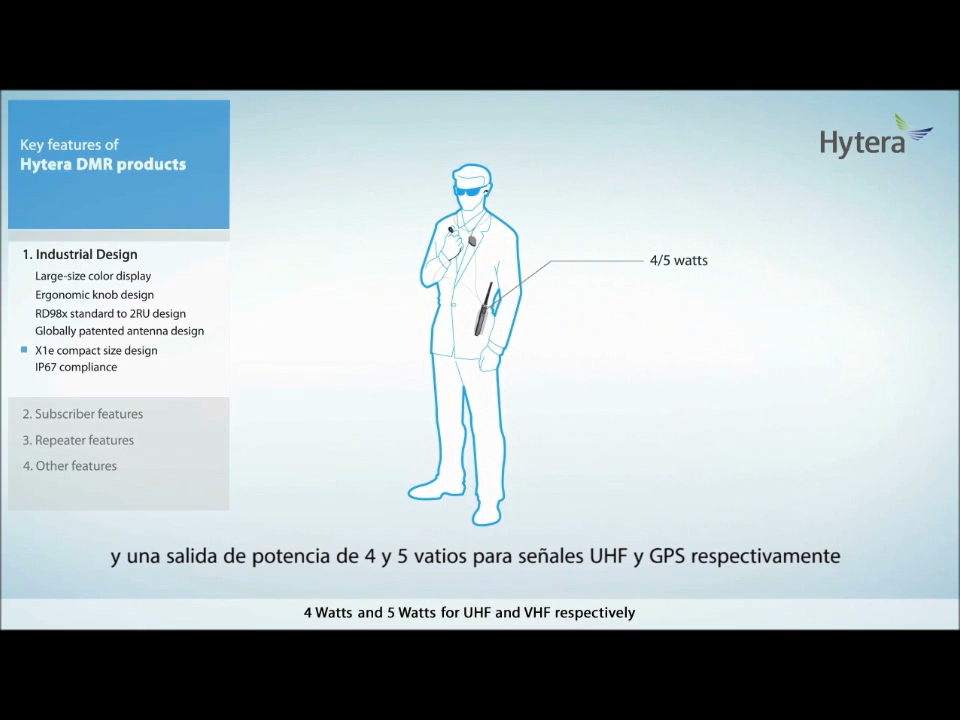 Key features of
Hytera DMR products
Hytera
1. Industrial Design
Large-size color display
Ergonomic knob design
RD98x standard to 2RU design
Globally patented antenna design
X1e compact size design
IP67 compliance
2. Subscriber features
3. Repeater features
4. Other features
4/5 watts
y una salida de potencia de 4 y 5 vatios para señales UHF y GPS respectivamente
4 Watts and 5 Watts for UHF and VHF respectively